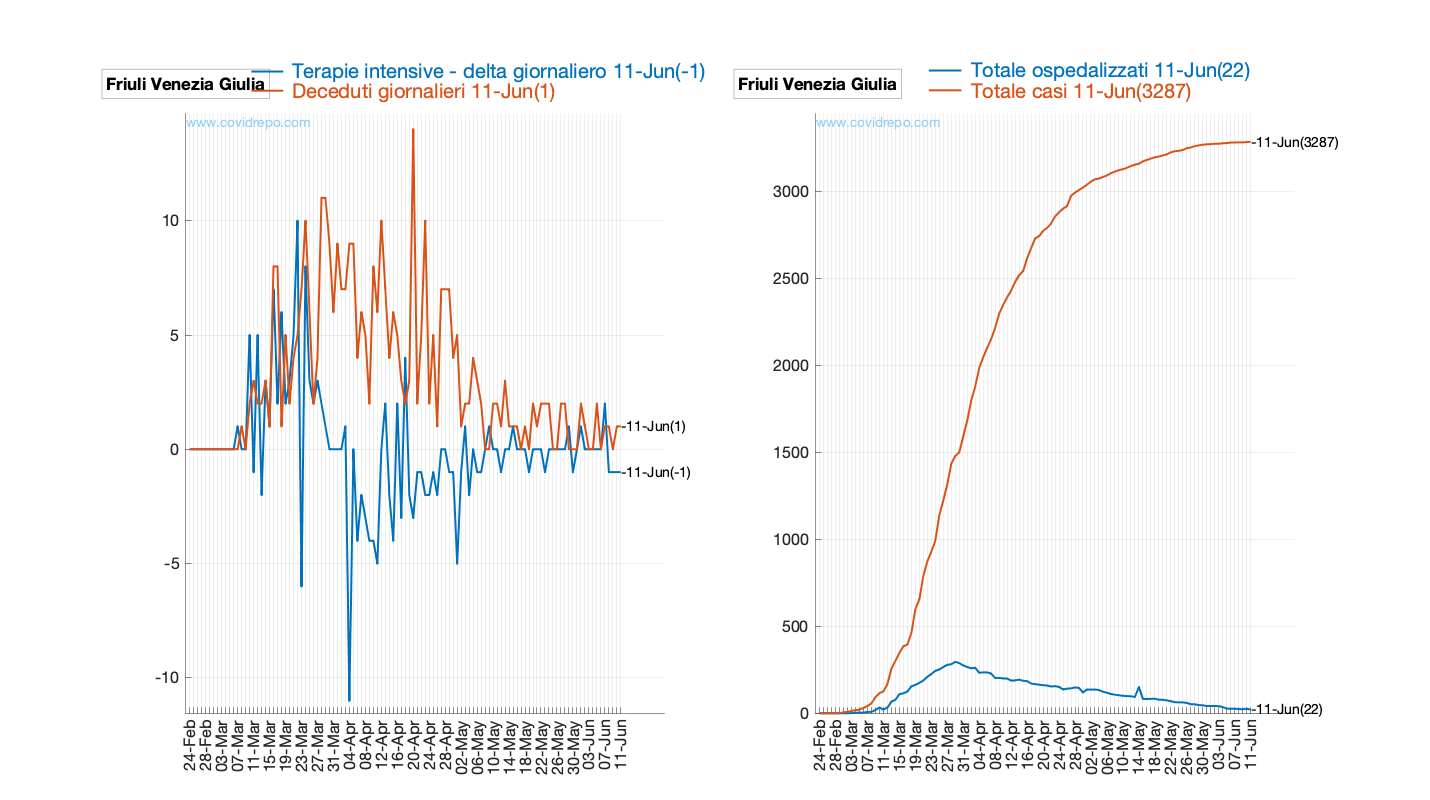 Friuli Venezia Giulia
Terapie intensive - delta giornaliero 11-Jun(-1)
Deceduti giornalieri 11-Jun(1)
www.covidrepo.com
10
5
0
-5
-10
-11-Jun(1)
-11-Jun(-1)
24-Feb
28-Feb
03-Mar
07-Mar
11-Mar
15-Mar
19-Mar
23-Mar
27-Mar
31-Mar
04-Apr
08-Apr
12-Apr
16-Apr
20-Apr
24-Apr
28-Apr
02-May
06-May
10-May
14-May
18-May
22-May
26-May
30-May
03-Jun
07-Jun
11-Jun
Friuli Venezia Giulia
Totale ospedalizzati 11-Jun(22)
Totale casi 11-Jun(3287)
www.covidrepo.com
3000
2500
2000
1500
1000
500
0
-11-Jun(3287)
-11-Jun(22)
24-Feb
28-Feb
03-Mar
07-Mar
11-Mar
15-Mar
19-Mar
23-Mar
27-Mar
31-Mar
04-Apr
08-Apr
12-Apr
16-Apr
20-Apr
24-Apr
28-Apr
02-May
06-May
10-May
14-May
18-May
22-May
26-May
30-May
03-Jun
07-Jun
11-Jun